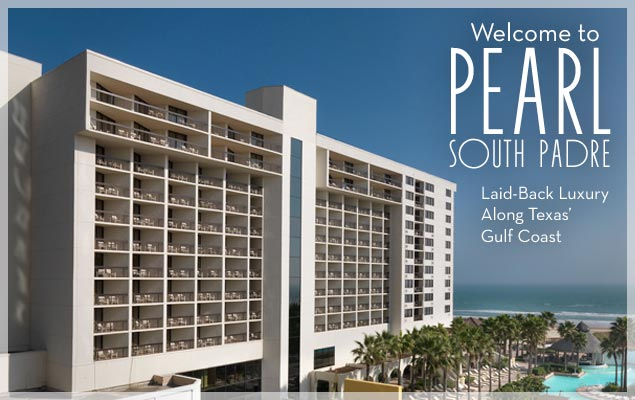 Welcome to
PEARL
SOUTH PADRE
Laid-Back Luxury
Along Texas'
Gulf Coast